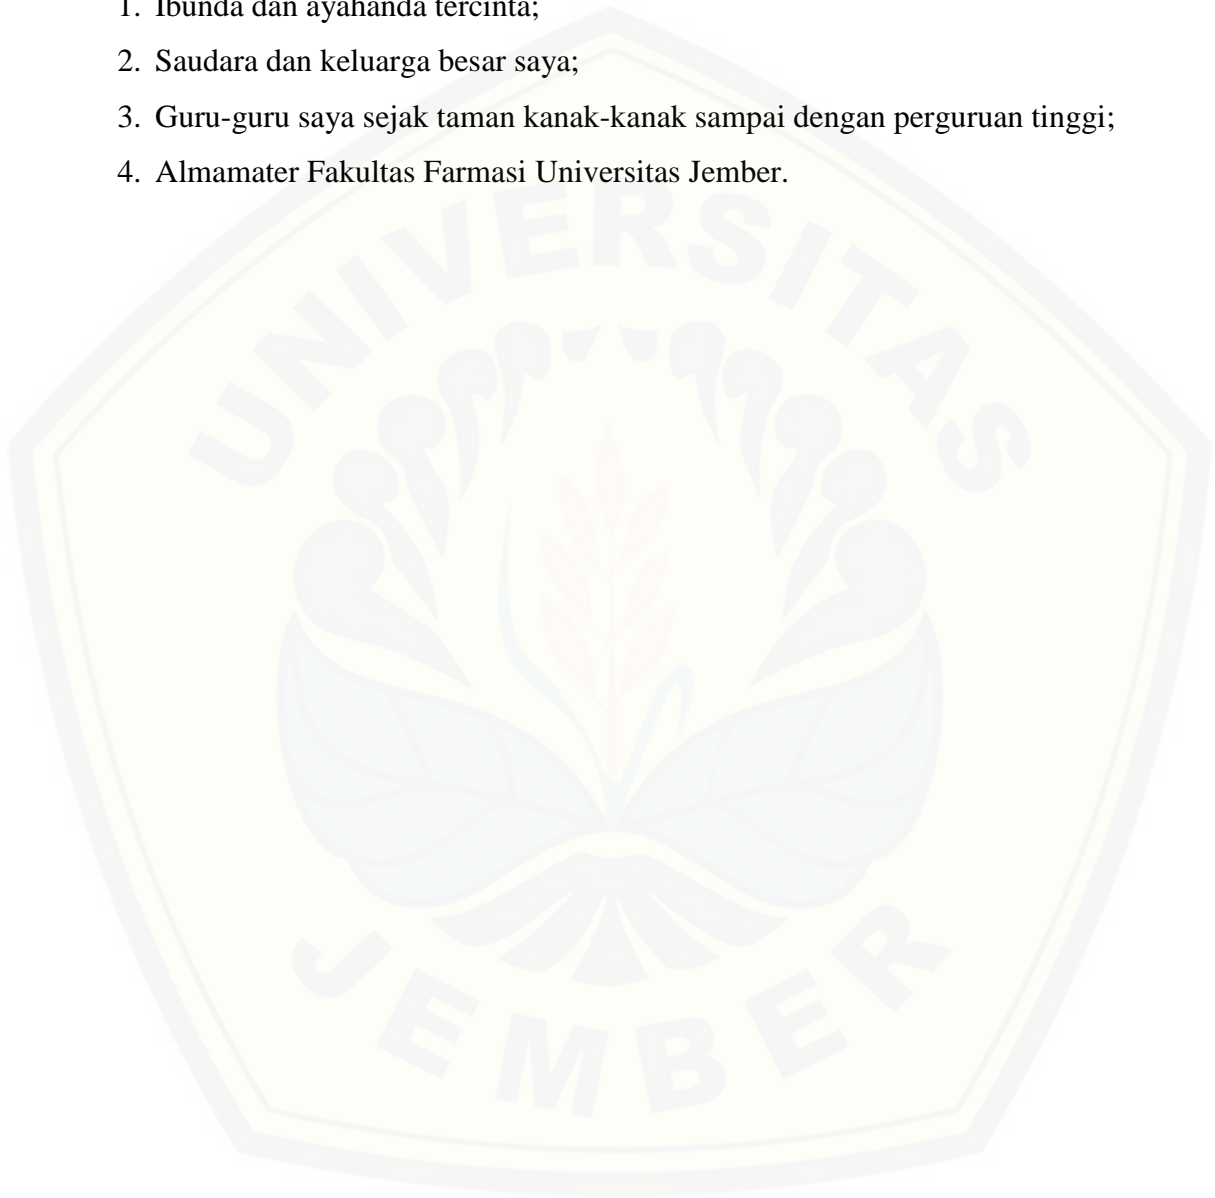 1. Ibunda dan ayahanda tercinta;
2. Saudara dan keluarga besar saya;
3. Guru-guru saya sejak taman kanak-kanak sampai dengan perguruan tinggi;
4. Almamater Fakultas Farmasi Universitas Jember.
UNIVERSITAS
JEMBER